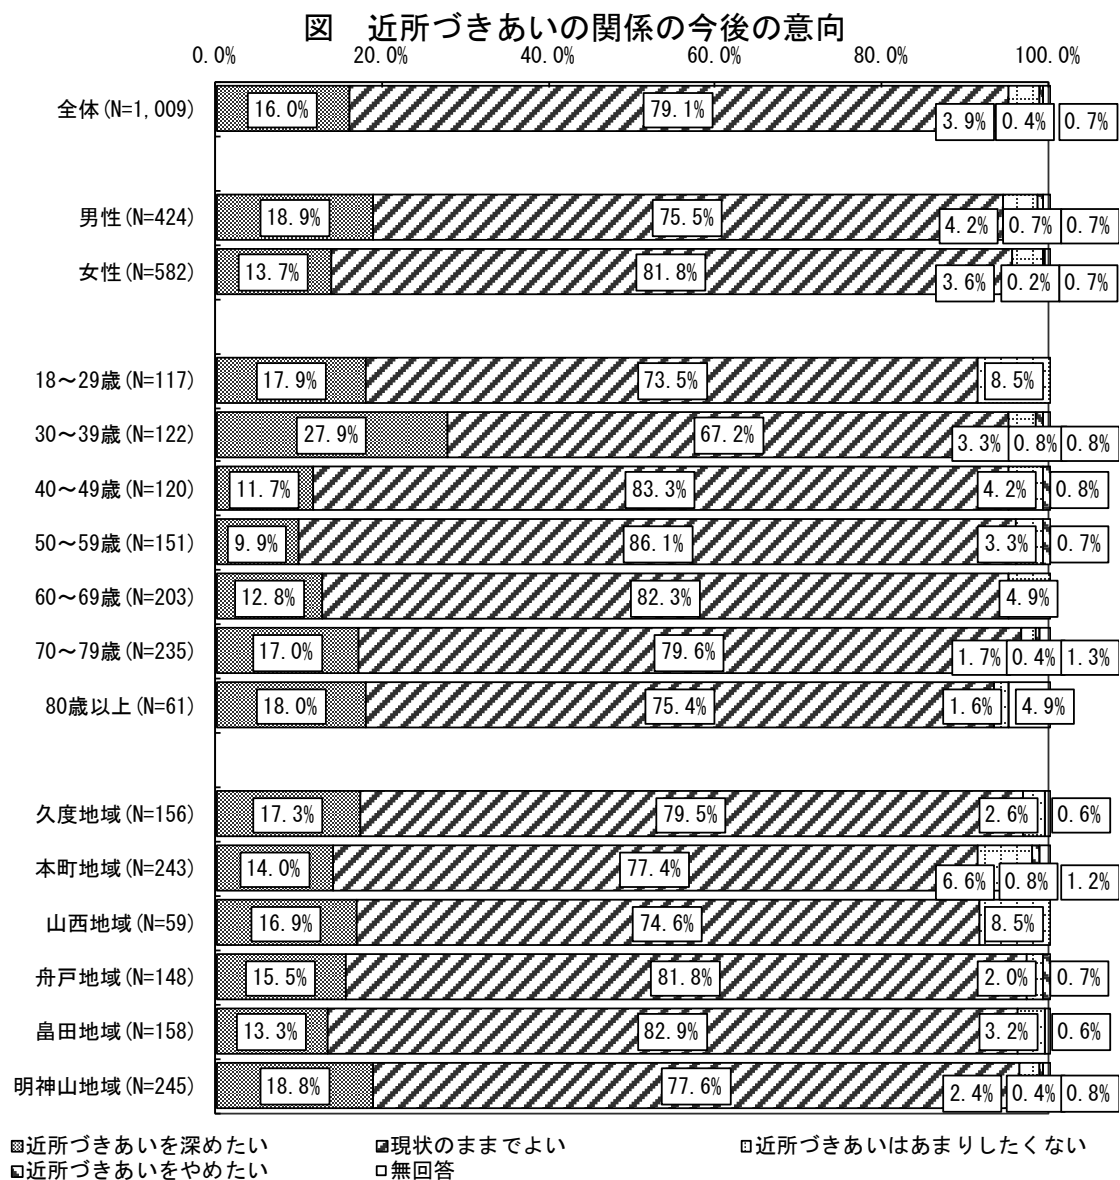 図　近所づきあいの関係の今後の意向
0.0% 20.0% 40.0% 60.0% 80.0% 100.0%
全体(N=1,009) 16.0% 79.1% 3.9% 0.4% 0.7%
男性(N=424) 18.9% 75.5% 4.2% 0.7% 0.7%
女性(N=582) 13.7% 81.8% 3.6% 0.2% 0.7%
18～29歳(N=117) 17.9% 73.5% 8.5%
30～39歳(N=122) 27.9% 67.2% 3.3% 0.8% 0.8%
40～49歳(N=120) 11.7% 83.3% 4.2% 0.8%
50～59歳(N=151) 9.9% 86.1% 3.3% 0.7%
60～69歳(N=203) 12.8% 82.3% 4.9%
70～79歳(N=235) 17.0% 79.6% 1.7% 0.4% 1.3%
80歳以上(N=61) 18.0% 75.4% 1.6% 4.9%
久度地域(N=156) 17.3% 79.5% 2.6% 0.6%
本町地域(N=243) 14.0% 77.4% 6.6% 0.8% 1.2%
山西地域(N=59) 16.9% 74.6% 8.5%
舟戸地域(N=148) 15.5% 81.8% 2.0% 0.7%
畠田地域(N=158) 13.3% 82.9% 3.2% 0.6%
明神山地域(N=245) 18.8% 77.6% 2.4% 0.4% 0.8%
近所づきあいを深めたい 現状のままでよい 近所づきあいはあまりしたくない
近所づきあいをやめたい 無回答